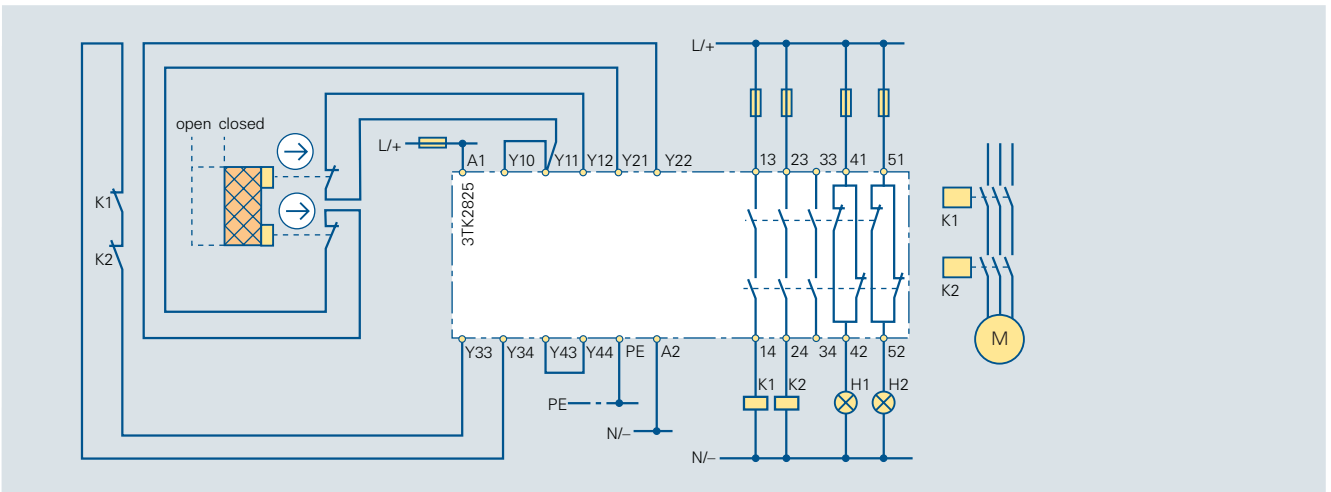 L/+
open closed
L/+
A1 Y10 Y11 Y12 Y21 Y22 13 23 33 41 51
3TK2825
K1
K2
K1
K2
M
Y33 Y34 Y43 Y44 PE A2 14 24 34 42 52
K1 K2 H1 H2
PE
N/–
N/–